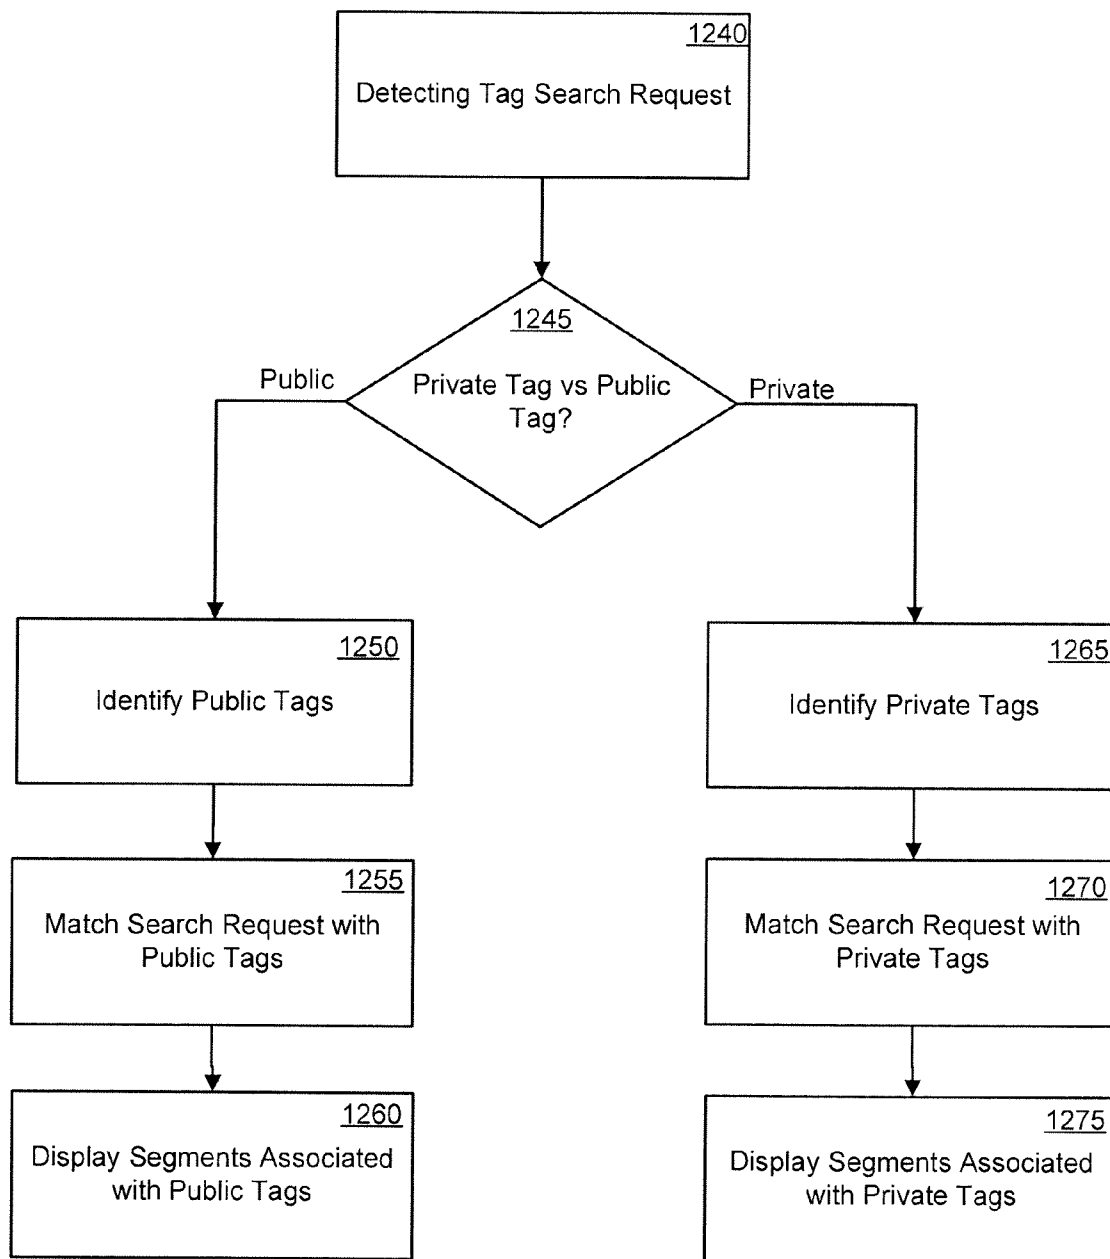 1240
Detecting Tag Search Request
1245
Private Tag vs Public
Tag?
Public
Private
1250
Identify Public Tags
1265
Identify Private Tags
1255
Match Search Request with
Public Tags
1270
Match Search Request with
Private Tags
1260
Display Segments Associated
with Public Tags
1275
Display Segments Associated
with Private Tags